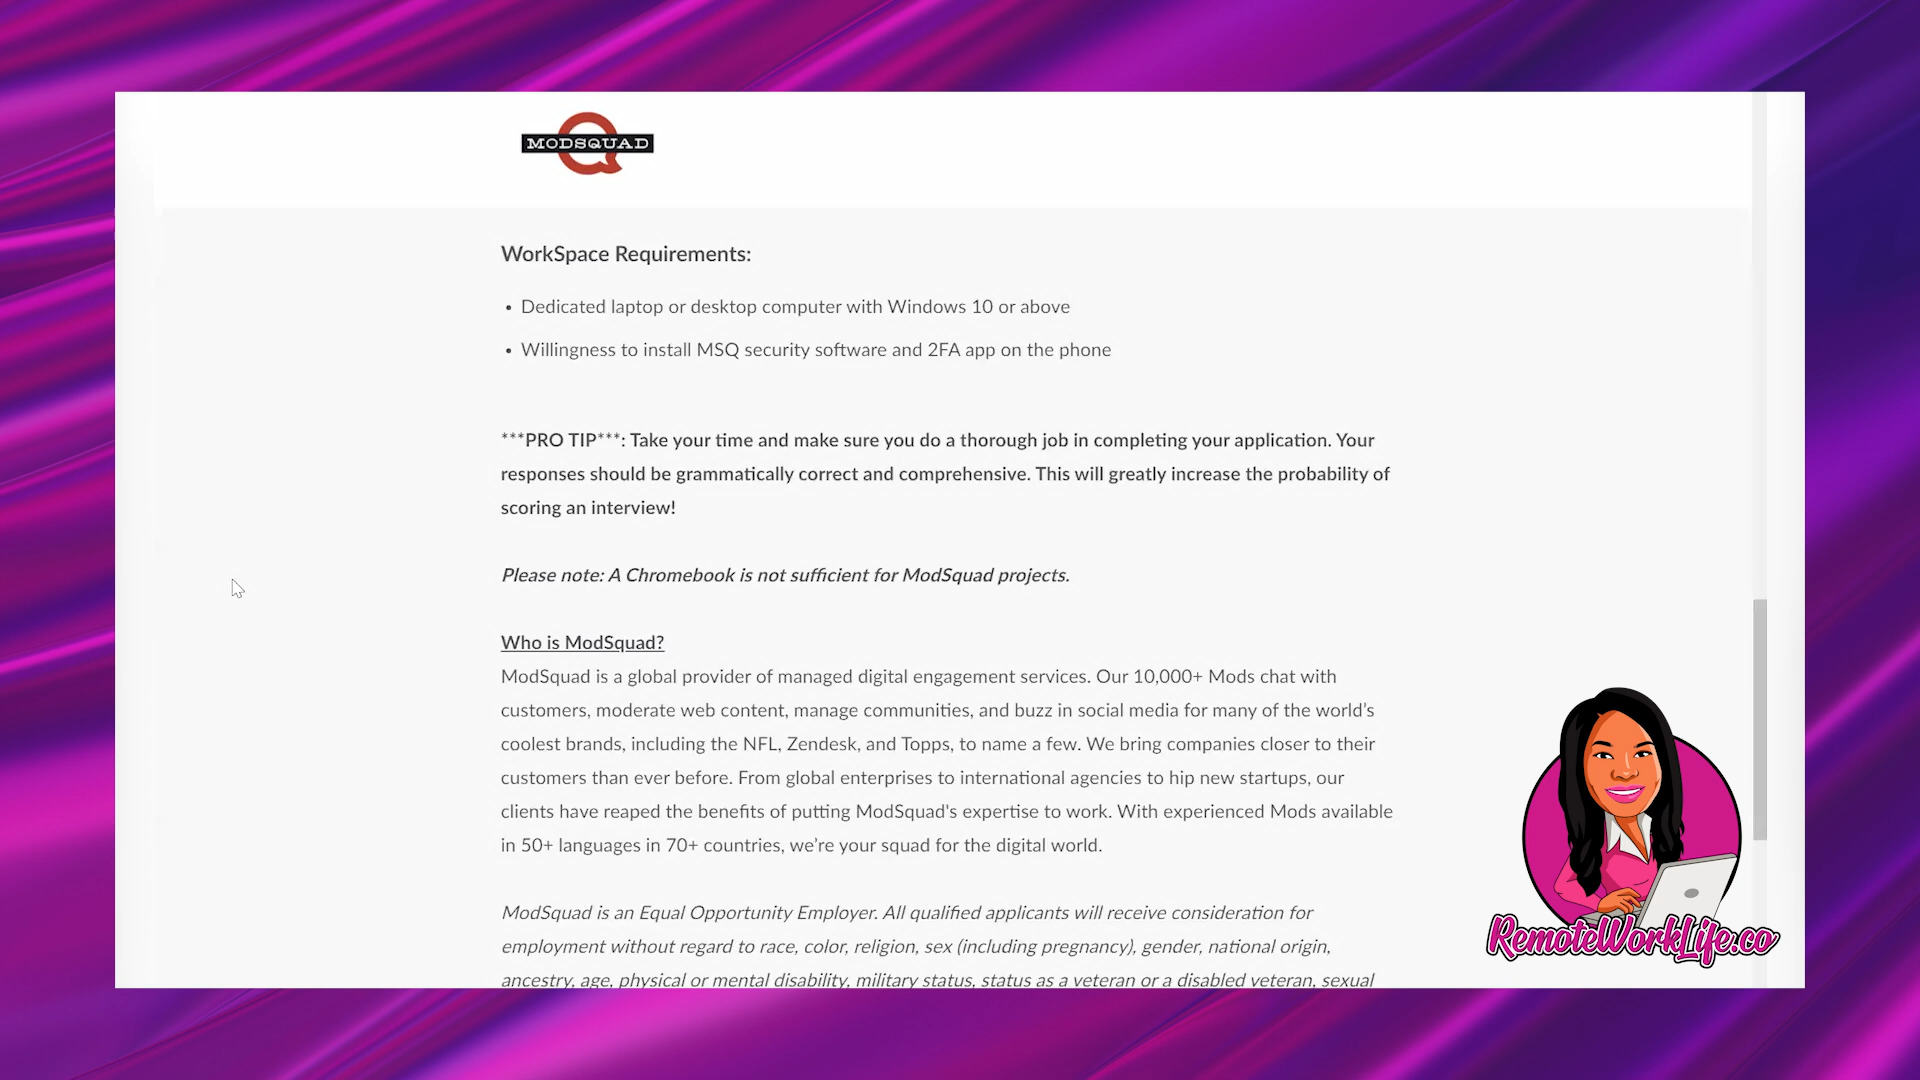 MODSQUAD
WorkSpace Requirements:
• Dedicated laptop or desktop computer with Windows 10 or above
• Willingness to install MSQ security software and 2FA app on the phone
***PRO TIP***: Take your time and make sure you do a thorough job in completing your application. Your
responses should be grammatically correct and comprehensive. This will greatly increase the probability of
scoring an interview!
Please note: A Chromebook is not sufficient for ModSquad projects.
Who is ModSquad?
ModSquad is a global provider of managed digital engagement services. Our 10,000+ Mods chat with
customers, moderate web content, manage communities, and buzz in social media for many of the world’s
coolest brands, including the NFL, Zendesk, and Topps, to name a few. We bring companies closer to their
customers than ever before. From global enterprises to international agencies to hip new startups, our
clients have reaped the benefits of putting ModSquad's expertise to work. With experienced Mods available
in 50+ languages in 70+ countries, we’re your squad for the digital world.
ModSquad is an Equal Opportunity Employer. All qualified applicants will receive consideration for
employment without regard to race, color, religion, sex (including pregnancy), gender, national origin,
ancestry, age, physical or mental disability, military status, status as a veteran or a disabled veteran, sexual
RemoteWorkLife.co